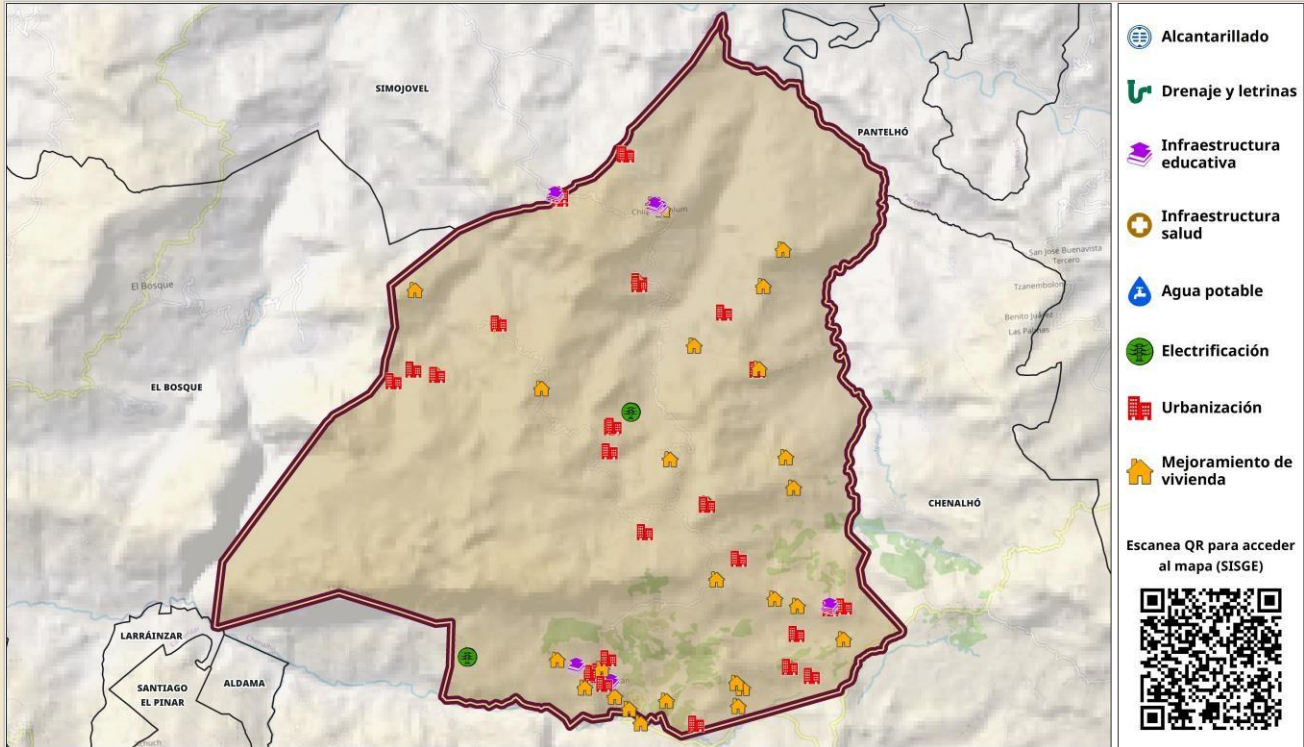 SIMOJOVEL
PANTELHÓ
San José Buenavista
Tercero
El Bosque
Tzanembolom
Benito Juárez
Las Palmas
EL BOSQUE
CHENALHÓ
LARRÁINZAR
ALDAMA
SANTIAGO
EL PINAR
Alcantarillado
Drenaje y letrinas
Infraestructura
educativa
Infraestructura
salud
Agua potable
Electrificación
Urbanización
Mejoramiento de
vivienda
Escanea QR para acceder
al mapa (SISGE)